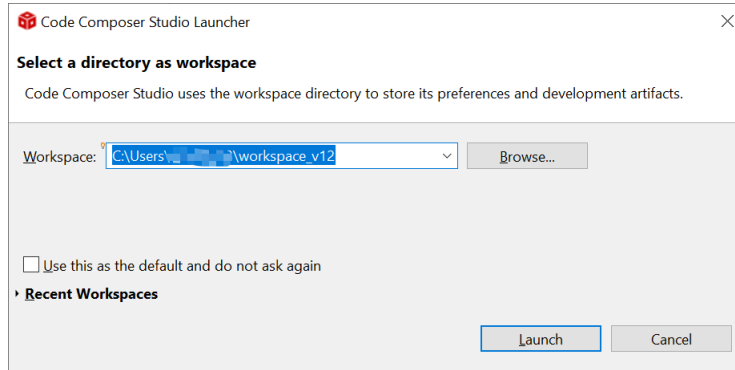 Code Composer Studio Launcher
Select a directory as workspace
Code Composer Studio uses the workspace directory to store its preferences and development artifacts.
Workspace: C:\Users\ \workspace_v12 Browse...
Use this as the default and do not ask again
Recent Workspaces
Launch Cancel